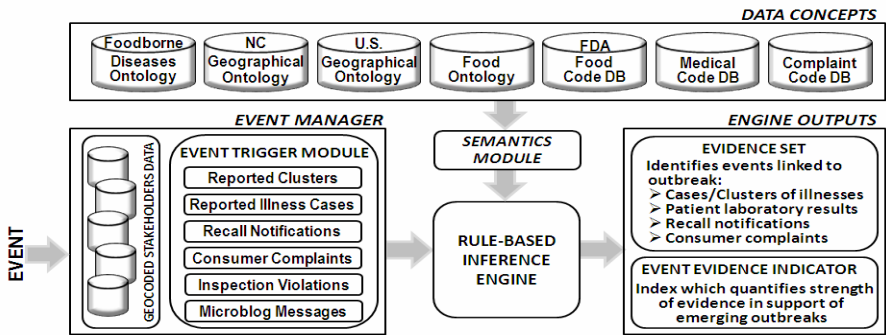 DATA CONCEPTS
Foodborne
Diseases
Ontology
NC
Geographical
Ontology
U.S.
Geographical
Ontology
Food
Ontology
FDA
Food
Code DB
Medical
Code DB
Complaint
Code DB
EVENT MANAGER
EVENT
GEOCODED STAKEHOLDERS DATA
EVENT TRIGGER MODULE
Reported Clusters
Reported Illness Cases
Recall Notifications
Consumer Complaints
Inspection Violations
Microblog Messages
SEMANTICS
MODULE
RULE-BASED
INFERENCE
ENGINE
ENGINE OUTPUTS
EVIDENCE SET
Identifies events linked to
outbreak:
➢ Cases/Clusters of illnesses
➢ Patient laboratory results
➢ Recall notifications
➢ Consumer complaints
EVENT EVIDENCE INDICATOR
Index which quantifies strength
of evidence in support of
emerging outbreaks